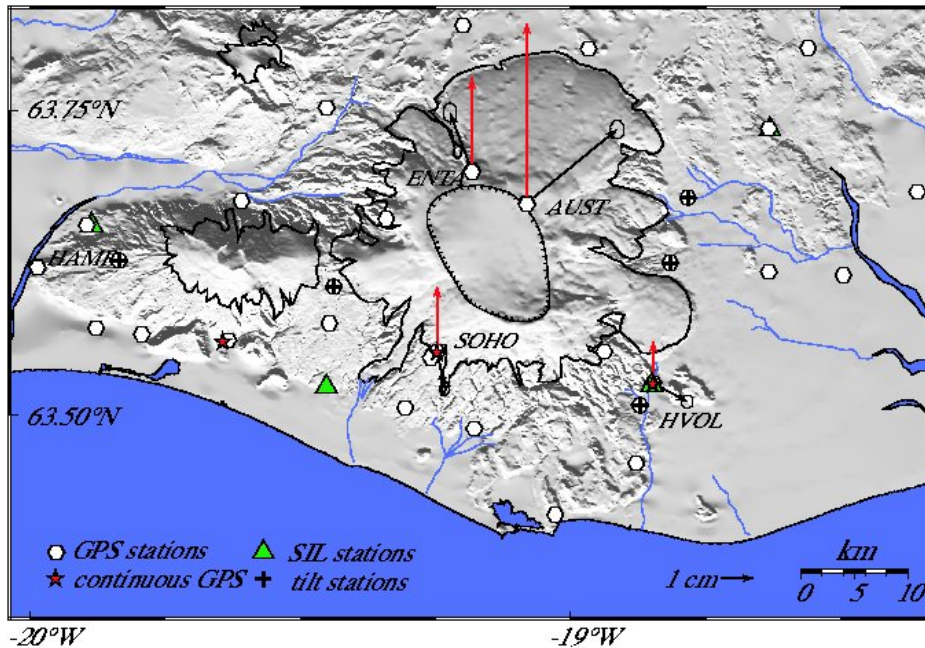 63.75°N
ENTA
AUST
HAMR
SOHO
63.50°N
HVOL
GPS stations
SIL stations
continuous GPS
tilt stations
1 cm
km
0 5 10
-20°W
-19°W